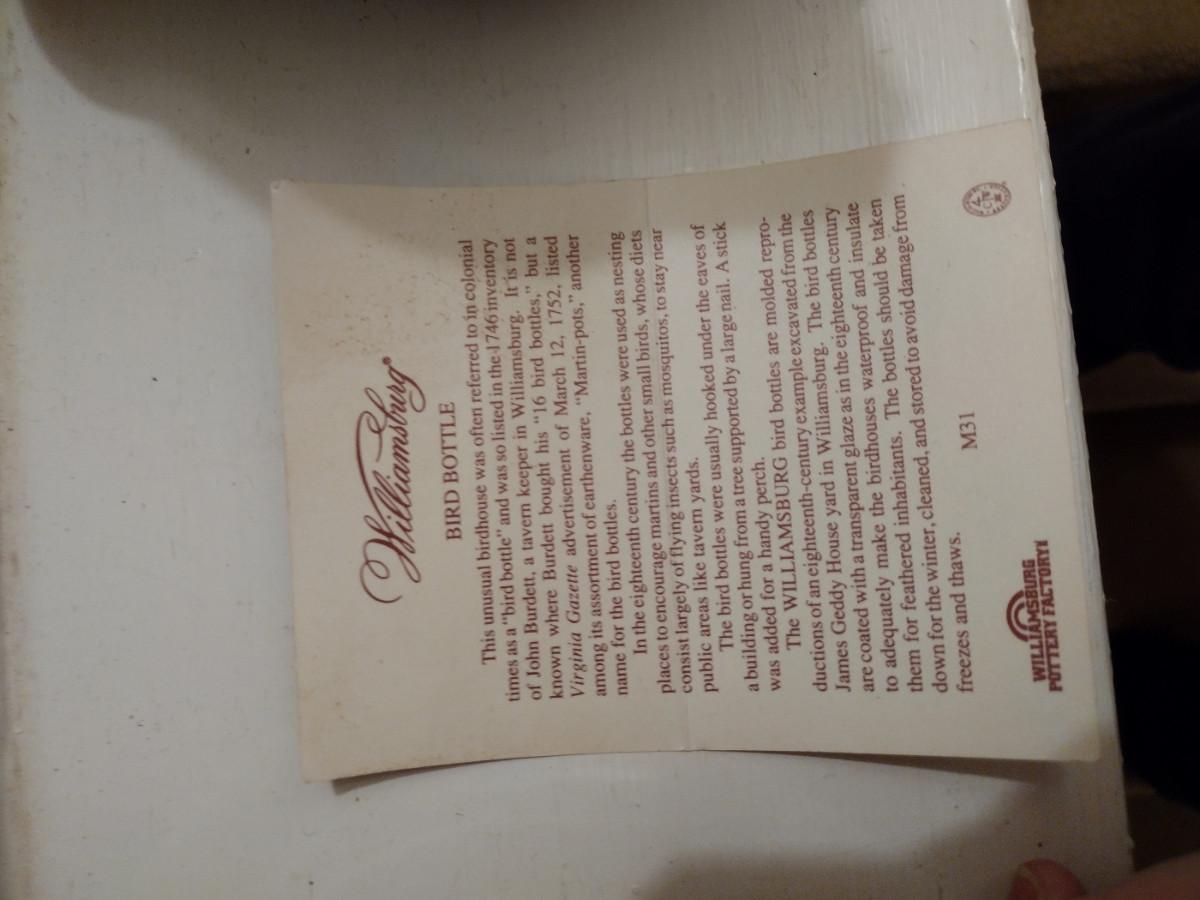 Williamsburg®
BIRD BOTTLE
This unusual birdhouse was often referred to in colonial
times as a "bird bottle" and was so listed in the 1746 inventory
of John Burdett, a tavern keeper in Williamsburg. It is not
known where Burdett bought his "16 bird bottles," but a
Virginia Gazette advertisement of March 12, 1752, listed
among its assortment of earthenware, "Martin-pots," another
name for the bird bottles.
In the eighteenth century the bottles were used as nesting
places to encourage martins and other small birds, whose diets
consist largely of flying insects such as mosquitos, to stay near
public areas like tavern yards.
The bird bottles were usually hooked under the eaves of
a building or hung from a tree supported by a large nail. A stick
was added for a handy perch.
The WILLIAMSBURG bird bottles are molded repro-
ductions of an eighteenth-century example excavated from the
James Geddy House yard in Williamsburg. The bird bottles
are coated with a transparent glaze as in the eighteenth century
to adequately make the birdhouses waterproof and insulate
them for feathered inhabitants. The bottles should be taken
down for the winter, cleaned, and stored to avoid damage from
freezes and thaws.
M31
WILLIAMSBURG
POTTERY FACTORY